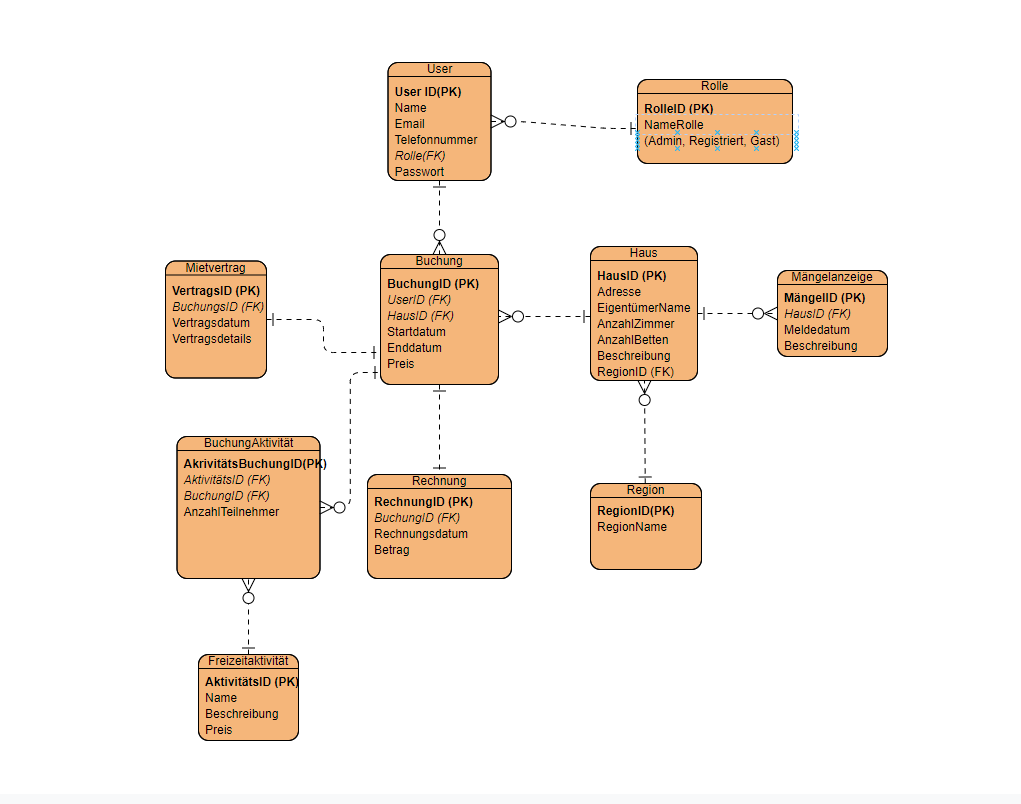 User
User ID(PK)
Name
Email
Telefonnummer
Rolle(FK)
Passwort
Rolle
RolleID (PK)
NameRolle
(Admin, Registriert, Gast)
Mietvertrag
VertragsID (PK)
BuchungsID (FK)
Vertragsdatum
Vertragsdetails
Buchung
BuchungID (PK)
UserID (FK)
HausID (FK)
Startdatum
Enddatum
Preis
Haus
HausID (PK)
Adresse
EigentümerName
AnzahlZimmer
AnzahlBetten
Beschreibung
RegionID (FK)
Mängelanzeige
MängelID (PK)
HausID (FK)
Meldedatum
Beschreibung
BuchungAktivität
AkrivitätsBuchungID(PK)
AktivitätsID (FK)
BuchungID (FK)
AnzahlTeilnehmer
Rechnung
RechnungID (PK)
BuchungID (FK)
Rechnungsdatum
Betrag
Region
RegionID(PK)
RegionName
Freizeitaktivität
AktivitätsID (PK)
Name
Beschreibung
Preis